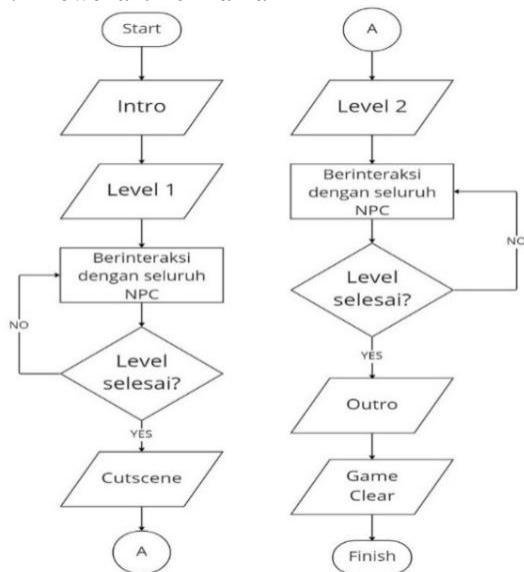 Start
Intro
Level 1
Berinteraksi
dengan seluruh
NPC
NO
Level
selesai?
YES
Cutscene
A
A
Level 2
Berinteraksi
dengan seluruh
NPC
NO
Level
selesai?
YES
Outro
Game
Clear
Finish